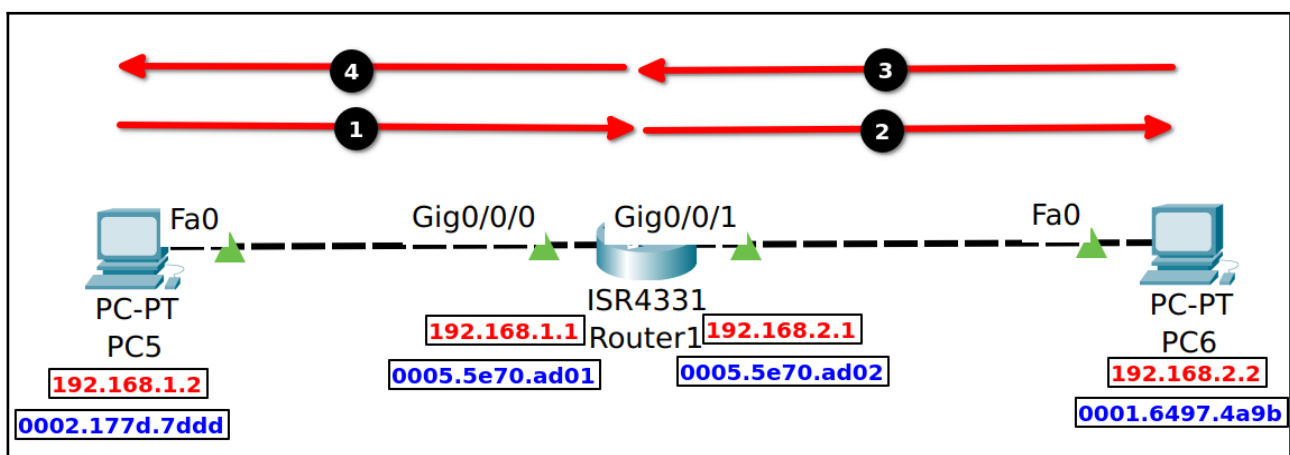 4
3
1
2
Fa0
Gig0/0/0
Gig0/0/1
Fa0
PC-PT
PC5
192.168.1.2
0002.177d.7ddd
ISR4331
Router1
192.168.1.1
0005.5e70.ad01
192.168.2.1
0005.5e70.ad02
PC-PT
PC6
192.168.2.2
0001.6497.4a9b